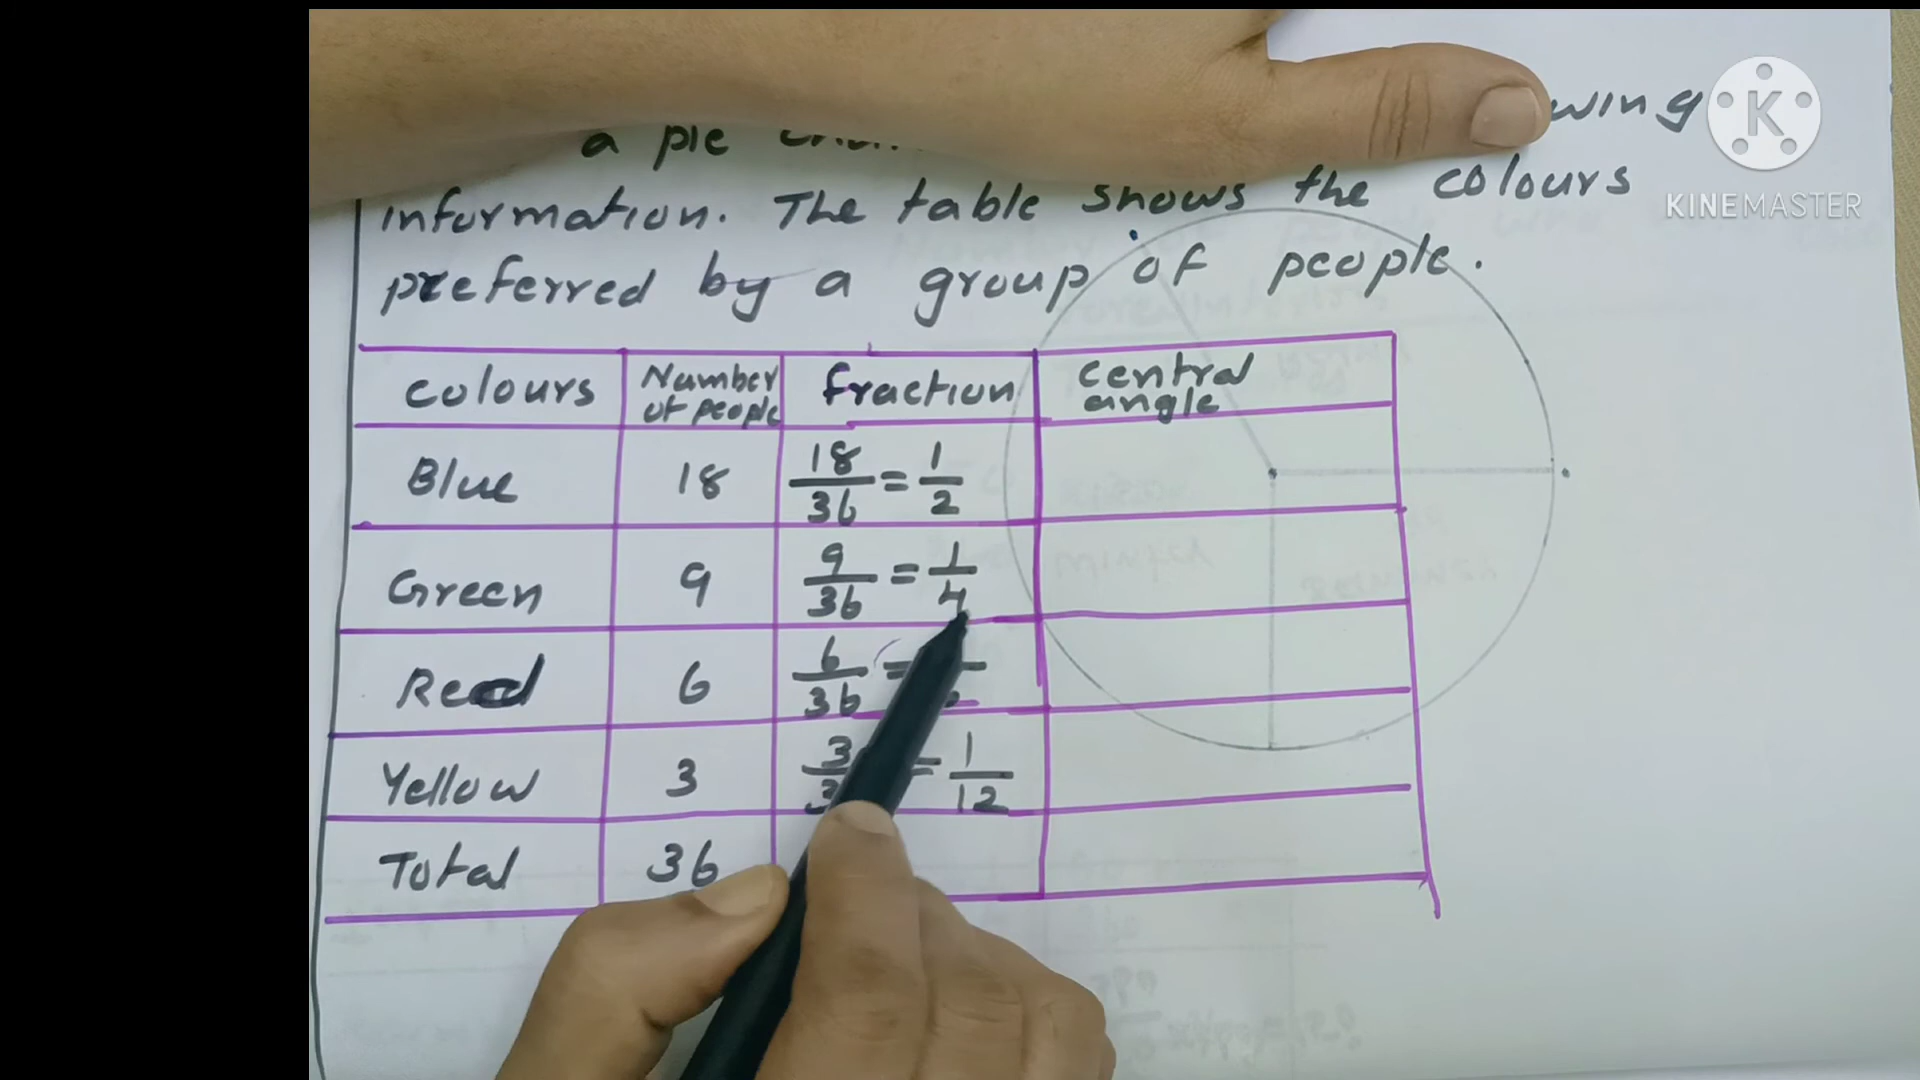 a pie
wing
information. The table shows the colours
preferred by a group of people.
Colours Number of people fraction central angle
Blue 18 18/36 = 1/2
Green 9 9/36 = 1/4
Red 6 6/36 =
Yellow 3 = 1/12
Total 36
K
KINEMASTER